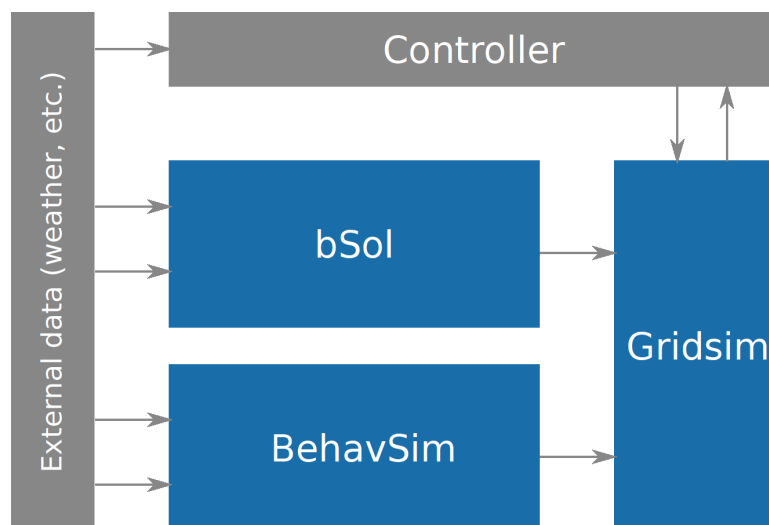 External data (weather, etc.)
Controller
bSol
Gridsim
BehavSim